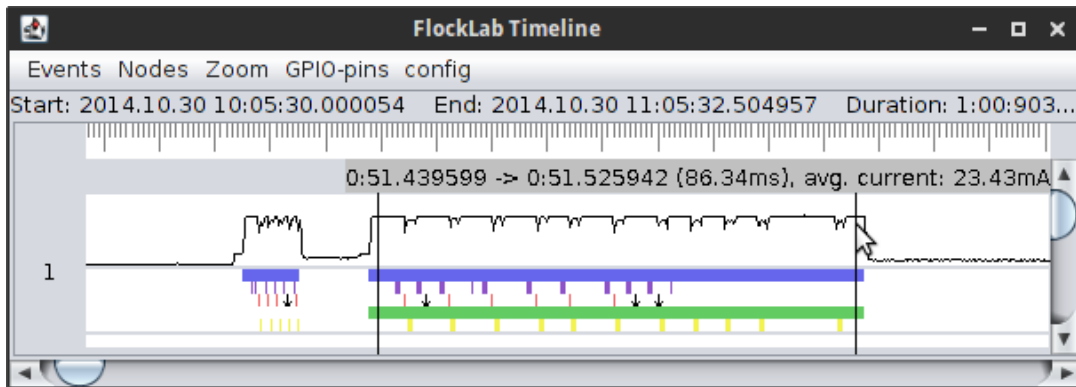 FlockLab Timeline
Events Nodes Zoom GPIO-pins config
Start: 2014.10.30 10:05:30.000054 End: 2014.10.30 11:05:32.504957 Duration: 1:00:903...
0:51.439599 -> 0:51.525942 (86.34ms), avg. current: 23.43mA
1